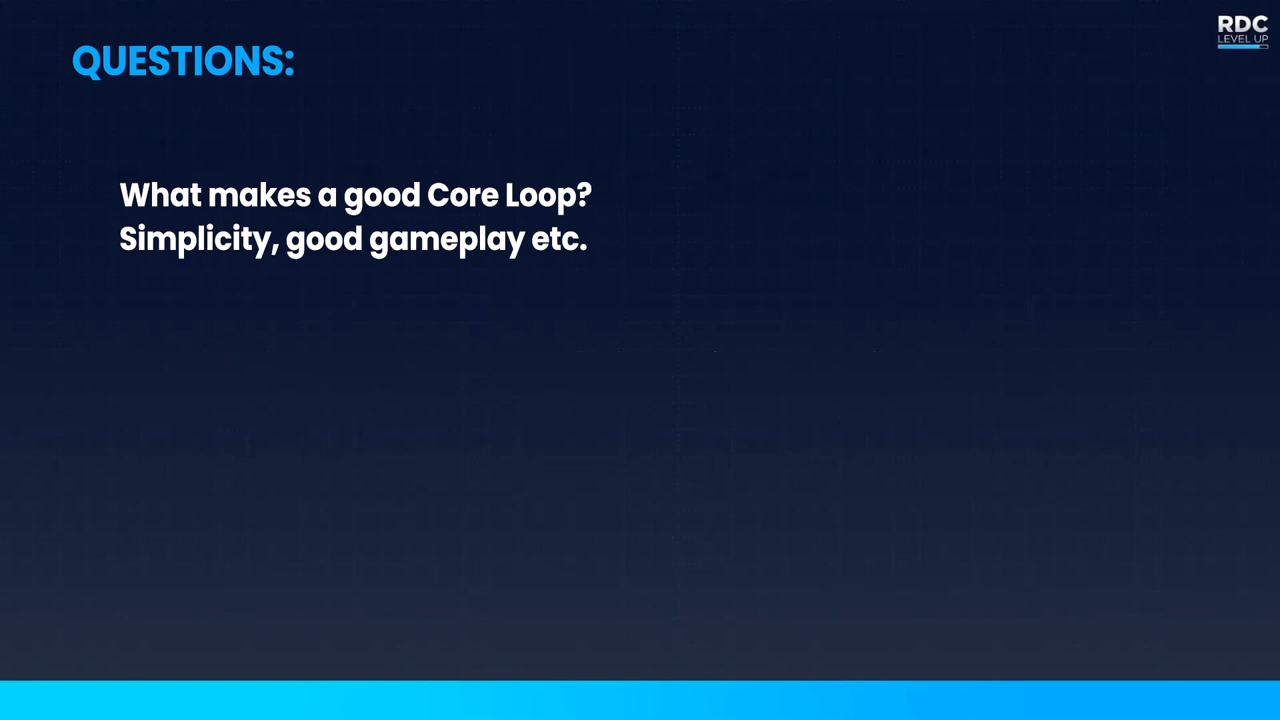 RDC
LEVEL UP
QUESTIONS:
What makes a good Core Loop?
Simplicity, good gameplay etc.